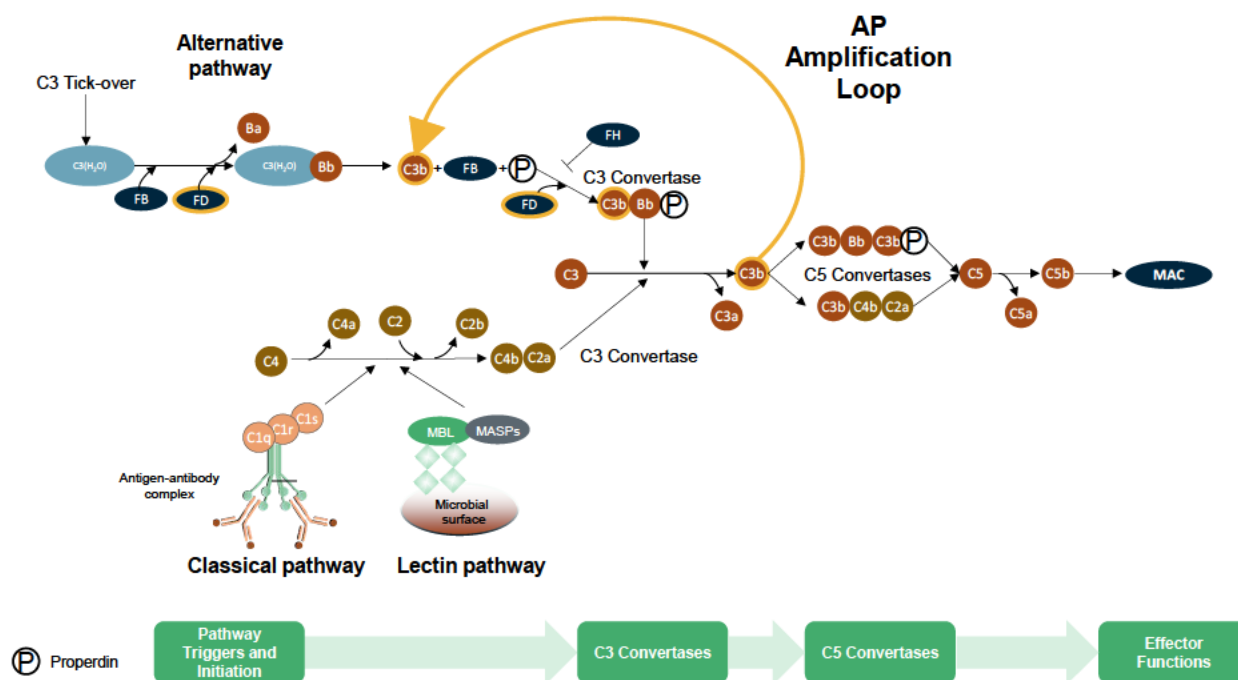 AP
Amplification
Loop
Alternative
pathway
C3 Tick-over
Ba
C3(H₂O)
C3(H₂O)
Bb
FB
FD
C3b
+
FB
+
P
FH
C3 Convertase
FD
C3b
Bb
P
C3
C3b
C3a
C3b
Bb
C3b
P
C5 Convertases
C3b
C4b
C2a
C5
C5b
C5a
MAC
C4a
C2
C2b
C4
C4b
C2a
C3 Convertase
C1q
C1r
C1s
MBL
MASPs
Antigen-antibody
complex
Microbial
surface
Classical pathway
Lectin pathway
P Properdin
Pathway
Triggers and
Initiation
C3 Convertases
C5 Convertases
Effector
Functions